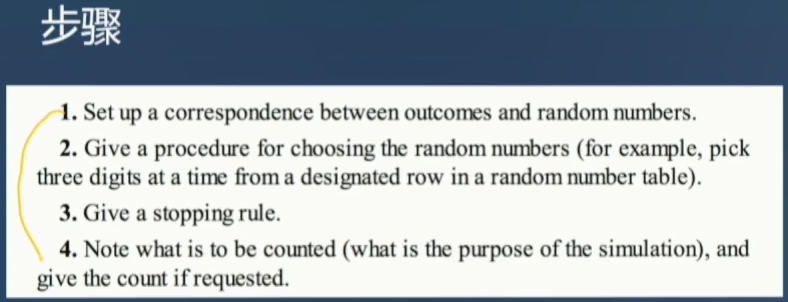 步骤
1. Set up a correspondence between outcomes and random numbers.
2. Give a procedure for choosing the random numbers (for example, pick
three digits at a time from a designated row in a random number table).
3. Give a stopping rule.
4. Note what is to be counted (what is the purpose of the simulation), and
give the count if requested.